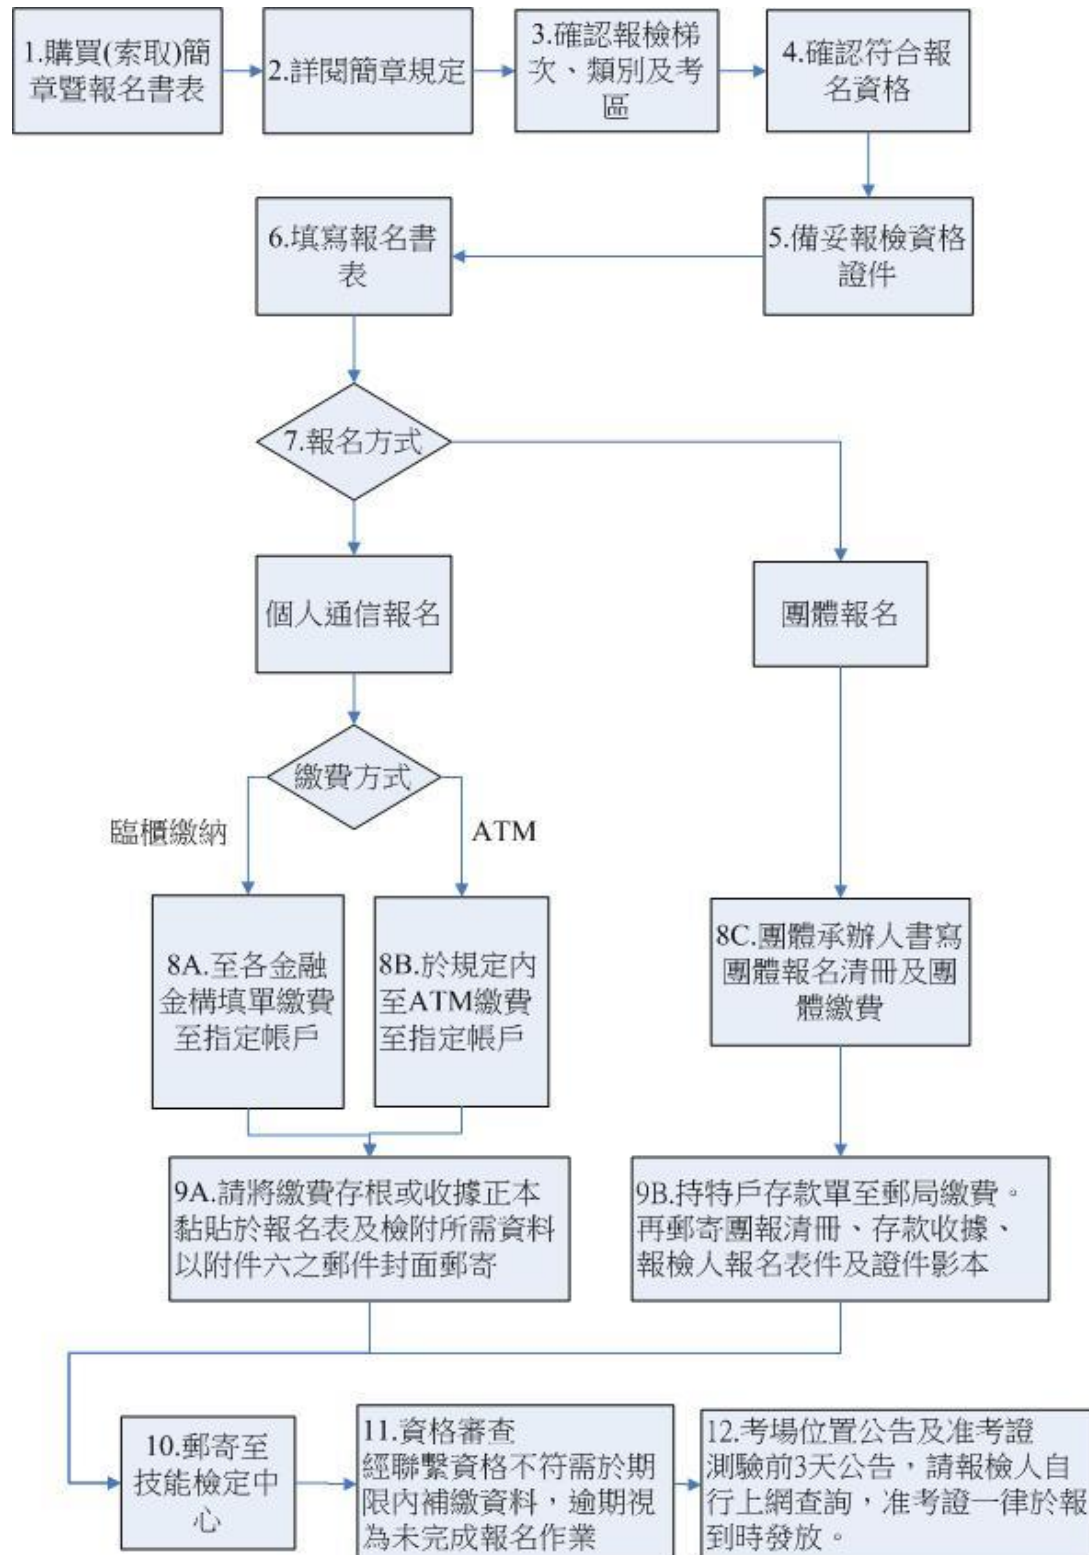 1.購買(索取)簡
章暨報名書表
2.詳閱簡章規定
3.確認報檢梯
次、類別及考
區
4.確認符合報
名資格
5.備妥報檢資格
證件
6.填寫報名書
表
7.報名方式
個人通信報名
團體報名
繳費方式
臨櫃繳納
ATM
8A.至各金融
金構填單繳費
至指定帳戶
8B.於規定內
至ATM繳費
至指定帳戶
8C.團體承辦人書寫
團體報名清冊及團
體繳費
9A.請將繳費存根或收據正本
黏貼於報名表及檢附所需資料
以附件六之郵件封面郵寄
9B.持特戶存款單至郵局繳費。
再郵寄團報清冊、存款收據、
報檢人報名表件及證件影本
10.郵寄至
技能檢定中
心
11.資格審查
經聯繫資格不符需於期
限內補繳資料，逾期視
為未完成報名作業
12.考場位置公告及准考證
測驗前3天公告，請報檢人自
行上網查詢，准考證一律於報
到時發放。